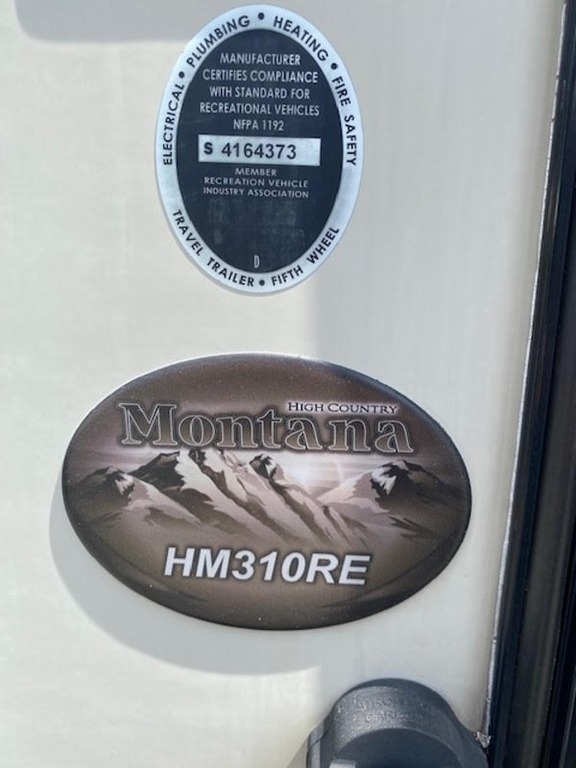 ELECTRICAL • PLUMBING • HEATING • FIRE SAFETY
MANUFACTURER
CERTIFIES COMPLIANCE
WITH STANDARD FOR
RECREATIONAL VEHICLES
NFPA 1192
S 4164373
MEMBER
RECREATION VEHICLE
INDUSTRY ASSOCIATION
D
TRAVEL TRAILER • FIFTH WHEEL
HIGH COUNTRY
Montana
HM310RE